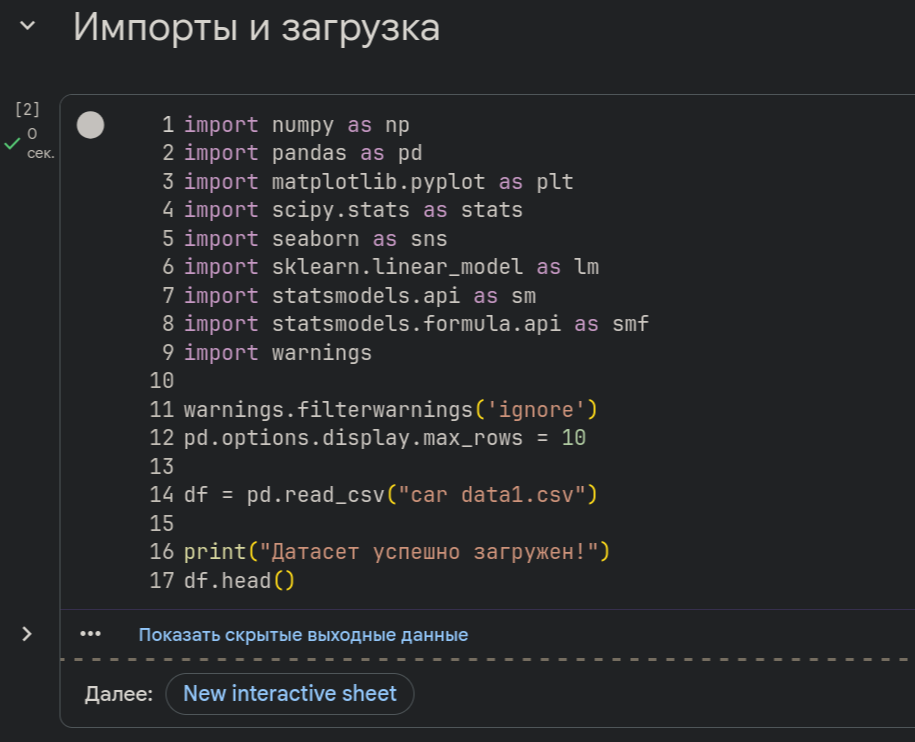 Импорты и загрузка
[2]
0
сек.
1 import numpy as np
2 import pandas as pd
3 import matplotlib.pyplot as plt
4 import scipy.stats as stats
5 import seaborn as sns
6 import sklearn.linear_model as lm
7 import statsmodels.api as sm
8 import statsmodels.formula.api as smf
9 import warnings
10
11 warnings.filterwarnings('ignore')
12 pd.options.display.max_rows = 10
13
14 df = pd.read_csv("car data1.csv")
15
16 print("Датасет успешно загружен!")
17 df.head()
Показать скрытые выходные данные
Далее: New interactive sheet